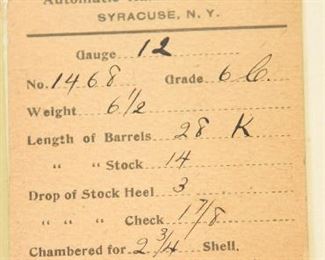 Automatic
SYRACUSE, N. Y.
Gauge 12
No. 1468 Grade 6 C.
Weight 6 1/2
Length of Barrels 28 K
" " Stock 14
Drop of Stock Heel 3
" " " Check 1 7/8
Chambered for 2 3/4 Shell.